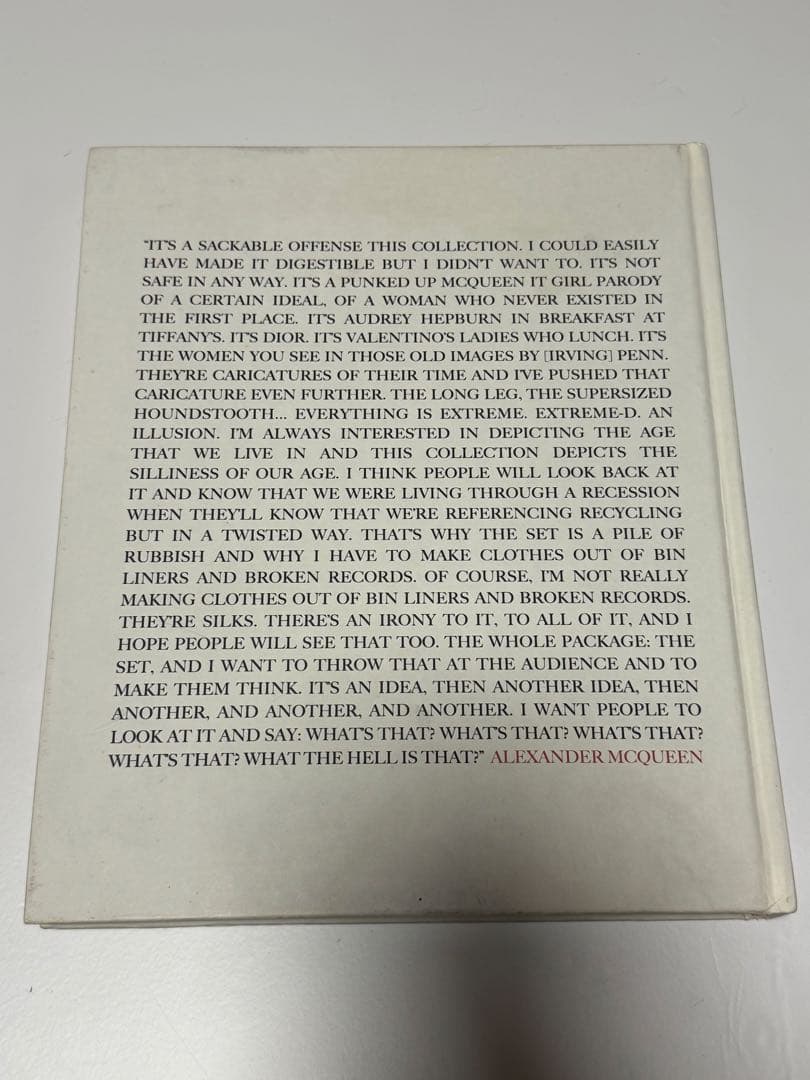 "IT'S A SACKABLE OFFENSE THIS COLLECTION. I COULD EASILY
HAVE MADE IT DIGESTIBLE BUT I DIDN'T WANT TO. IT'S NOT
SAFE IN ANY WAY. IT'S A PUNKED UP MCQUEEN IT GIRL PARODY
OF A CERTAIN IDEAL, OF A WOMAN WHO NEVER EXISTED IN
THE FIRST PLACE. IT'S AUDREY HEPBURN IN BREAKFAST AT
TIFFANY'S. IT'S DIOR. IT'S VALENTINO'S LADIES WHO LUNCH. IT'S
THE WOMEN YOU SEE IN THOSE OLD IMAGES BY [IRVING] PENN.
THEY'RE CARICATURES OF THEIR TIME AND I'VE PUSHED THAT
CARICATURE EVEN FURTHER. THE LONG LEG, THE SUPERSIZED
HOUNDSTOOTH... EVERYTHING IS EXTREME. EXTREME-D. AN
ILLUSION. I'M ALWAYS INTERESTED IN DEPICTING THE AGE
THAT WE LIVE IN AND THIS COLLECTION DEPICTS THE
SILLINESS OF OUR AGE. I THINK PEOPLE WILL LOOK BACK AT
IT AND KNOW THAT WE WERE LIVING THROUGH A RECESSION
WHEN THEY'LL KNOW THAT WE'RE REFERENCING RECYCLING
BUT IN A TWISTED WAY. THAT'S WHY THE SET IS A PILE OF
RUBBISH AND WHY I HAVE TO MAKE CLOTHES OUT OF BIN
LINERS AND BROKEN RECORDS. OF COURSE, I'M NOT REALLY
MAKING CLOTHES OUT OF BIN LINERS AND BROKEN RECORDS.
THEY'RE SILKS. THERE'S AN IRONY TO IT, TO ALL OF IT, AND I
HOPE PEOPLE WILL SEE THAT TOO. THE WHOLE PACKAGE: THE
SET, AND I WANT TO THROW THAT AT THE AUDIENCE AND TO
MAKE THEM THINK. IT'S AN IDEA, THEN ANOTHER IDEA, THEN
ANOTHER, AND ANOTHER, AND ANOTHER. I WANT PEOPLE TO
LOOK AT IT AND SAY: WHAT'S THAT? WHAT'S THAT? WHAT'S THAT?
WHAT'S THAT? WHAT THE HELL IS THAT?" ALEXANDER MCQUEEN